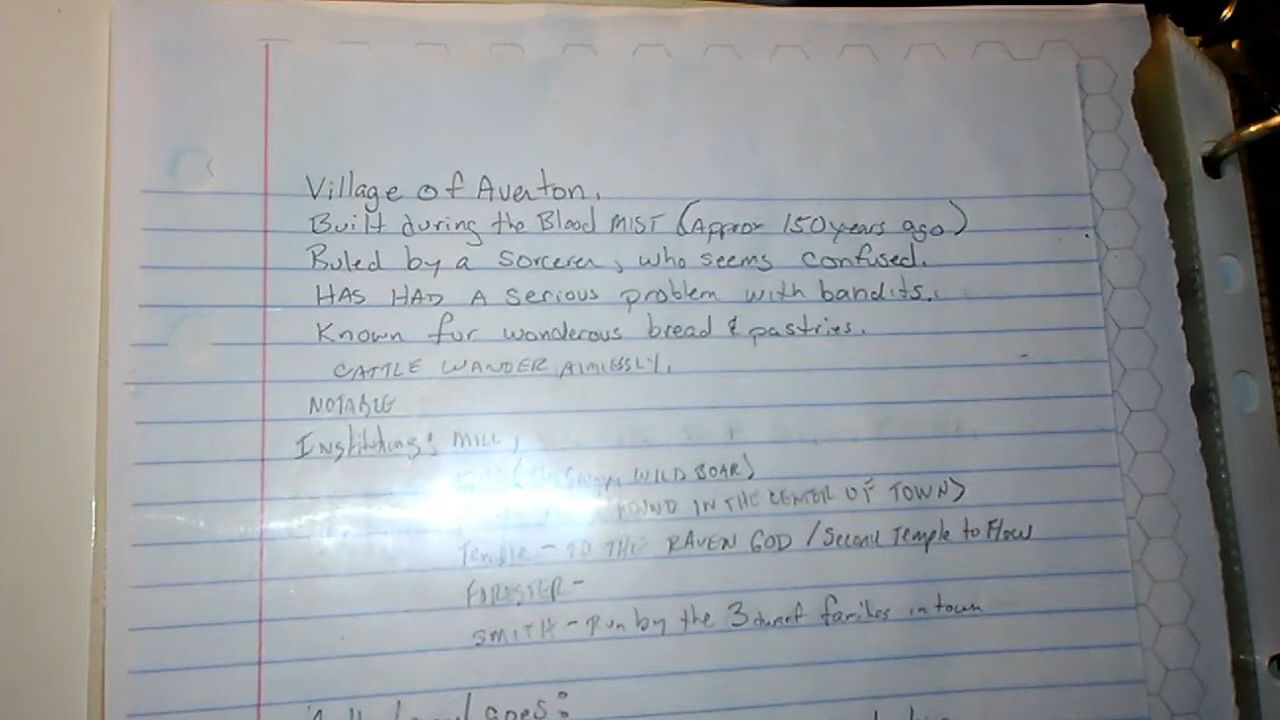 Village of Averton.
Built during the Blood MIST (Approx 150 years ago)
Ruled by a Sorcerer, who seems confused.
HAS HAD A serious problem with bandits.
Known for wonderous bread & pastries.
CATTLE WANDER AIMLESSLY.
NOTABLE
Institutions: MILL,
WILD BOAR)
FOUND IN THE CENTER OF TOWN)
Temple - TO THE RAVEN GOD / Second Temple to Flow
FORESTER-
SMITH - Run by the 3 dwarf families in town